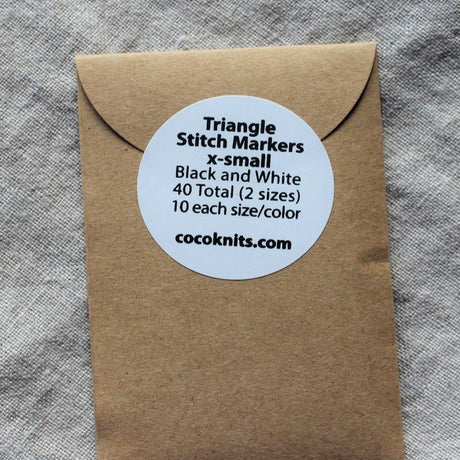 Triangle
Stitch Markers
x-small
Black and White
40 Total (2 sizes)
10 each size/color
cocoknits.com